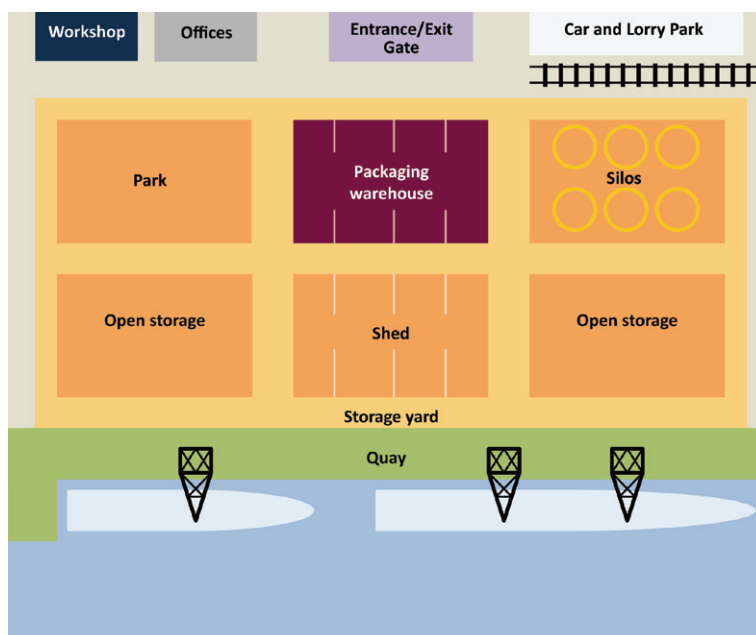 Workshop
Offices
Entrance/Exit
Gate
Car and Lorry Park
Park
Packaging
warehouse
Silos
Open storage
Shed
Open storage
Storage yard
Quay